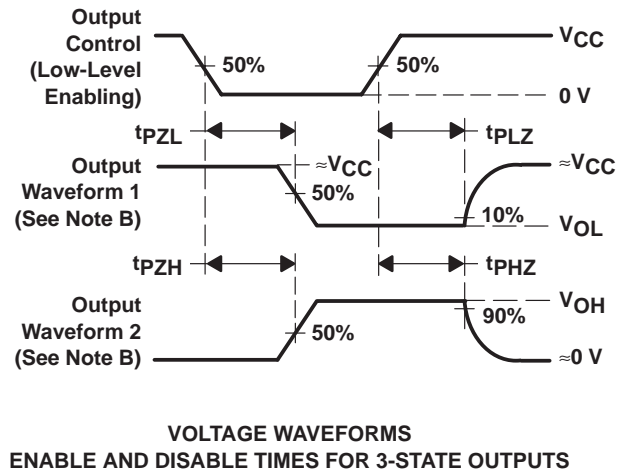 Output
Control
(Low-Level
Enabling)
50%
50%
VCC
0 V
tPZL
tPLZ
Output
Waveform 1
(See Note B)
≈VCC
50%
≈VCC
10%
VOL
tPZH
tPHZ
Output
Waveform 2
(See Note B)
50%
VOH
90%
≈0 V
VOLTAGE WAVEFORMS
ENABLE AND DISABLE TIMES FOR 3-STATE OUTPUTS